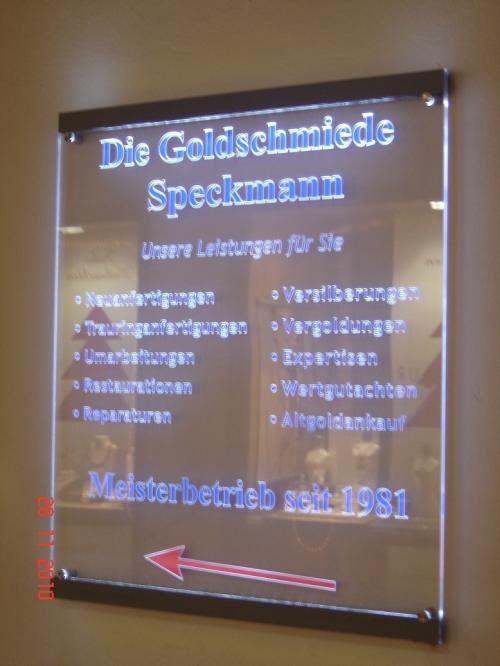 Die Goldschmiede
Speckmann
Unsere Leistungen für Sie
• Neuanfertigungen
• Trauringanfertigungen
• Umarbeitungen
• Restaurationen
• Reparaturen
• Versilberungen
• Vergoldungen
• Expertisen
• Wertgutachten
• Altgoldankauf
Meisterbetrieb seit 1981
28 11 2010